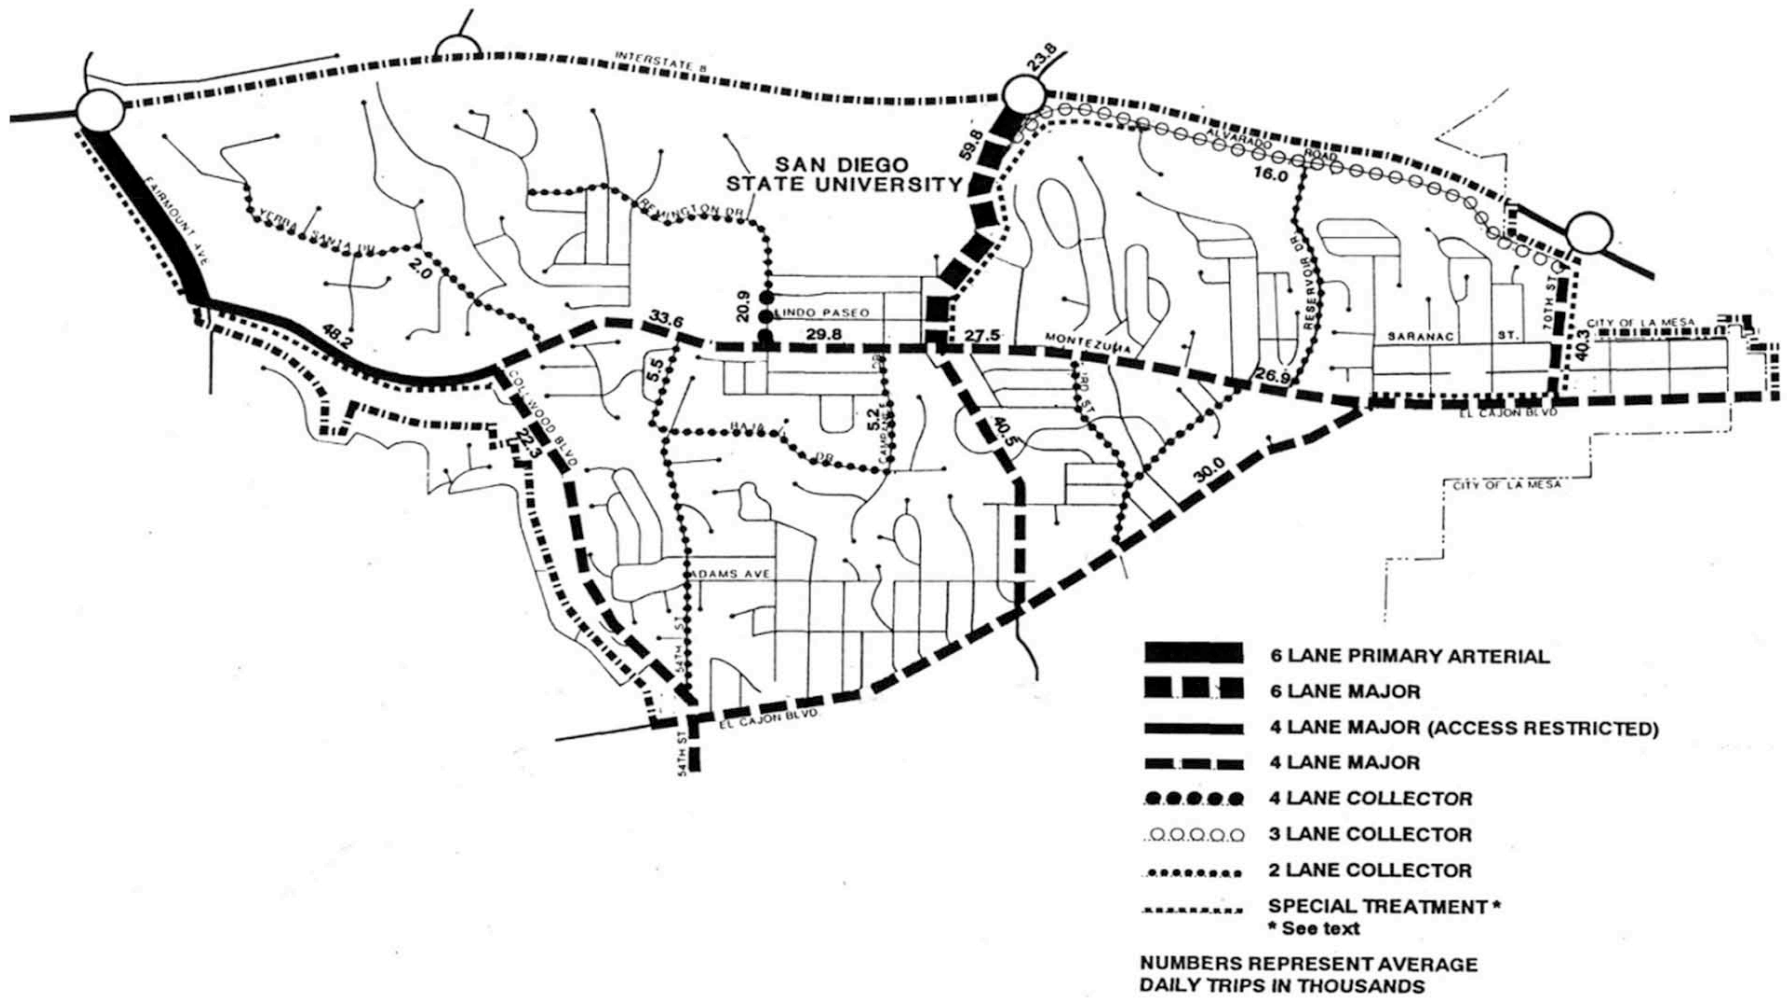 23.8
INTERSTATE 8
59.8
ALVARADO
ROAD
SAN DIEGO
STATE UNIVERSITY
16.0
FAIRMOUNT AVE
YERBA SANTA DR
REMINGTON DR
2.0
RESERVOIR DR
20.9
LINDO PASEO
70TH ST
CITY OF LA MESA
48.2
33.6
29.8
27.5
MONTEZUMA
SARANAC ST.
40.3
5.5
26.9
COLLWOOD BLVD
EL CAJON BLVD
5.2
BAJA
DR
40.5
22.3
30.0
CITY OF LA MESA
ADAMS AVE
54TH ST
EL CAJON BLVD.
54TH ST
6 LANE PRIMARY ARTERIAL
6 LANE MAJOR
4 LANE MAJOR (ACCESS RESTRICTED)
4 LANE MAJOR
4 LANE COLLECTOR
3 LANE COLLECTOR
2 LANE COLLECTOR
SPECIAL TREATMENT *
* See text
NUMBERS REPRESENT AVERAGE
DAILY TRIPS IN THOUSANDS